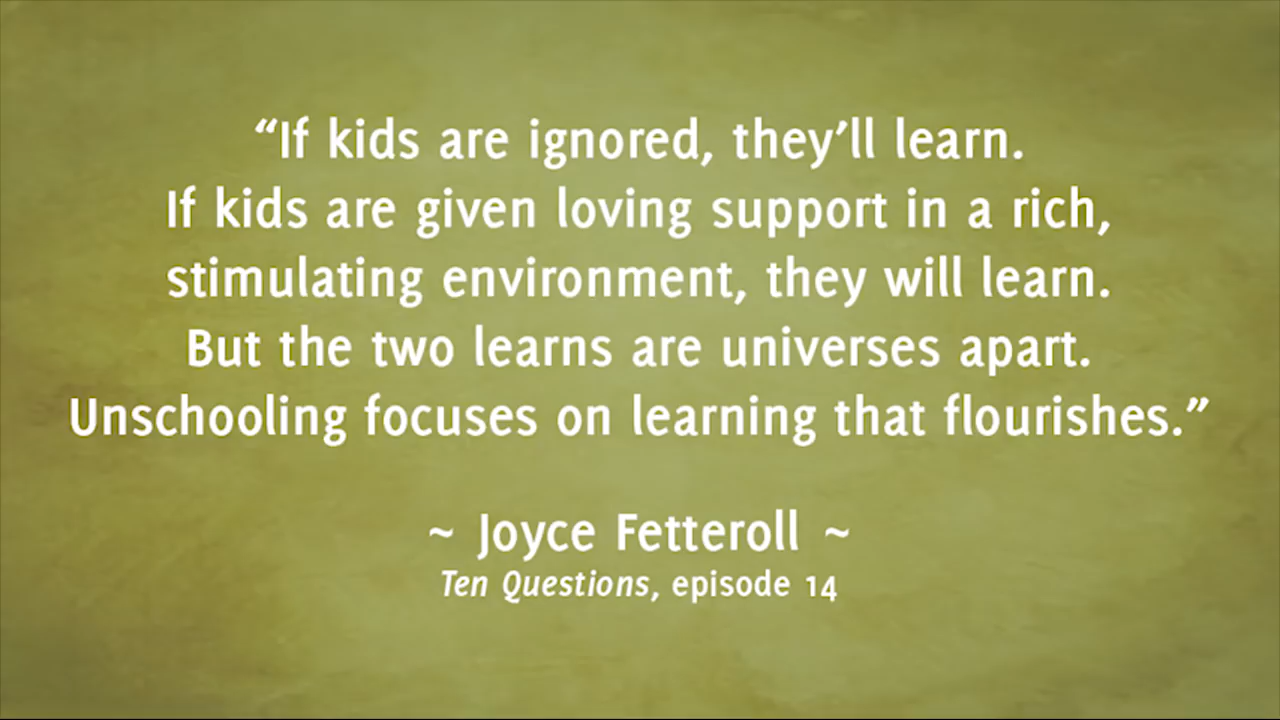 “If kids are ignored, they’ll learn.
If kids are given loving support in a rich,
stimulating environment, they will learn.
But the two learns are universes apart.
Unschooling focuses on learning that flourishes.”
~ Joyce Fetteroll ~
Ten Questions, episode 14